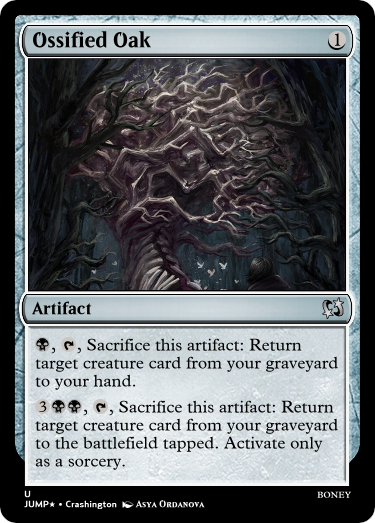 Ossified Oak 1
Artifact
, , Sacrifice this artifact: Return
target creature card from your graveyard
to your hand.
3 , , Sacrifice this artifact: Return
target creature card from your graveyard
to the battlefield tapped. Activate only
as a sorcery.
U BONEY
JUMP★ • Crashington Asya Ordanova